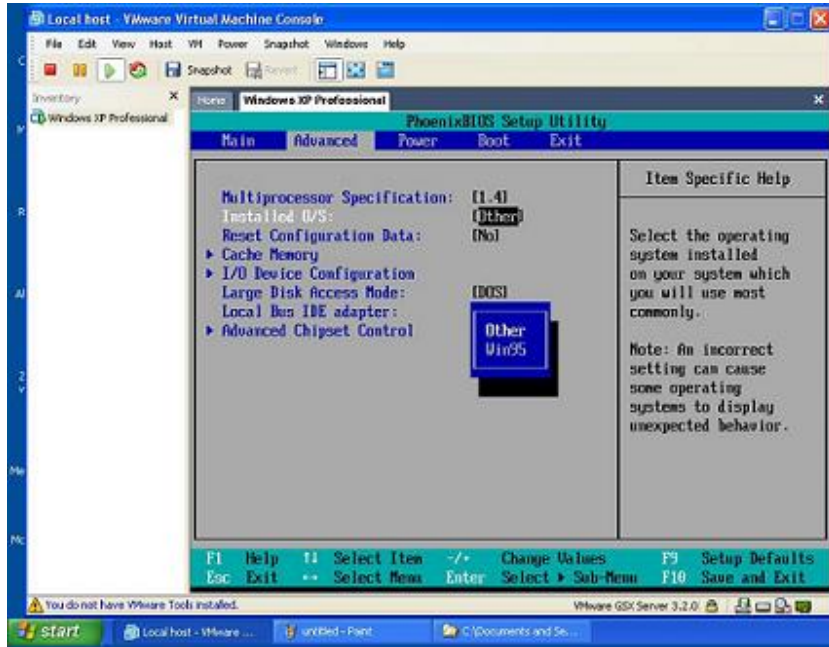 Local host - VMware Virtual Machine Console
File Edit View Host VM Power Snapshot Windows Help
Snapshot Revert
Inventory
Windows XP Professional
Home Windows XP Professional
PhoenixBIOS Setup Utility
Main Advanced Power Boot Exit
Item Specific Help
Multiprocessor Specification: [1.4]
Installed O/S: [Other]
Reset Configuration Data: [No]
Cache Memory
I/O Device Configuration
Large Disk Access Mode: [DOS]
Local Bus IDE adapter:
Advanced Chipset Control
Other
Win95
Select the operating
system installed
on your system which
you will use most
commonly.
Note: An incorrect
setting can cause
some operating
systems to display
unexpected behavior.
F1 Help ↑↓ Select Item -/+ Change Values F9 Setup Defaults
Esc Exit ↔ Select Menu Enter Select ▶ Sub-Menu F10 Save and Exit
You do not have VMware Tools installed.
VMware GSX Server 3.2.0
start Local host - VMware ... untitled - Paint C:\Documents and Se...